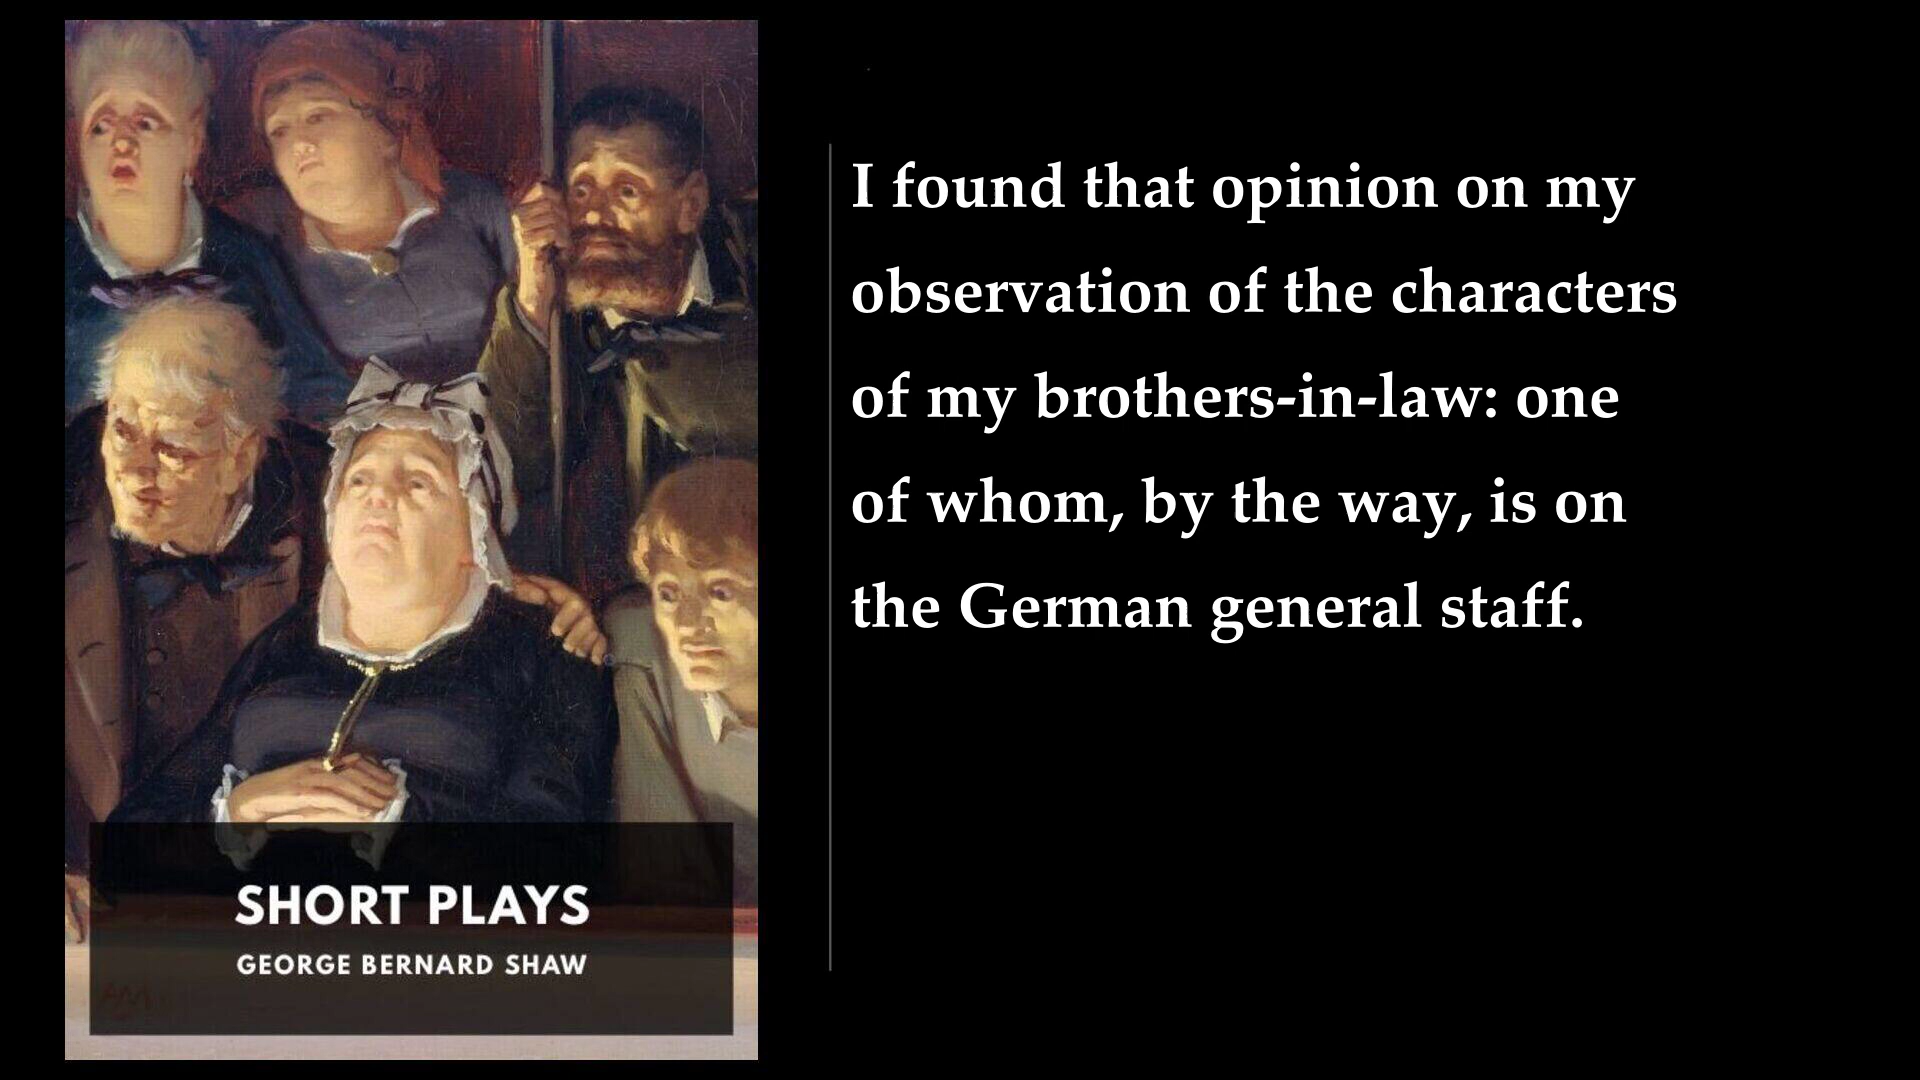 SHORT PLAYS
GEORGE BERNARD SHAW
I found that opinion on my
observation of the characters
of my brothers-in-law: one
of whom, by the way, is on
the German general staff.